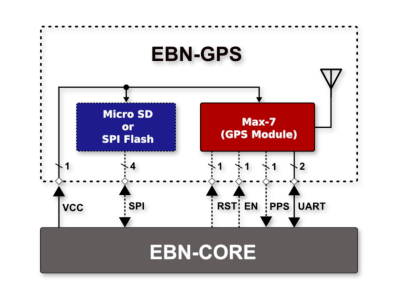 EBN-GPS
Micro SD
or
SPI Flash
Max-7
(GPS Module)
1 4 1 1 1 2
VCC SPI RST EN PPS UART
EBN-CORE